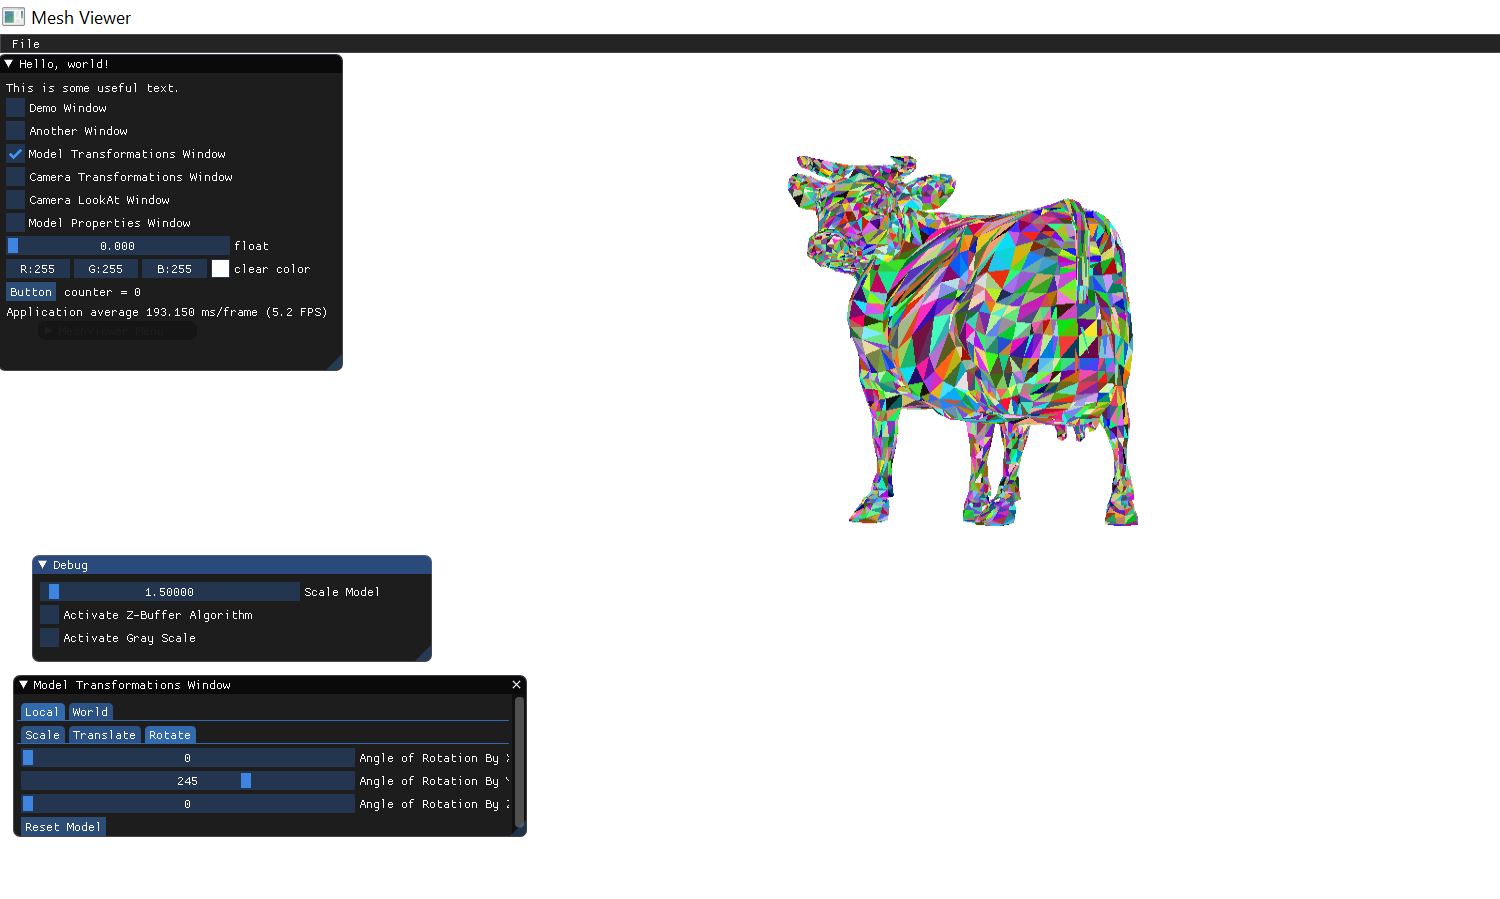 Mesh Viewer
File
Hello, world!
This is some useful text.
Demo Window
Another Window
Model Transformations Window
Camera Transformations Window
Camera LookAt Window
Model Properties Window
0.000 float
R:255 G:255 B:255 clear color
Button counter = 0
Application average 193.150 ms/frame (5.2 FPS)
MeshViewer Menu
Debug
1.50000 Scale Model
Activate Z-Buffer Algorithm
Activate Gray Scale
Model Transformations Window
Local World
Scale Translate Rotate
0 Angle of Rotation By
245 Angle of Rotation By
0 Angle of Rotation By
Reset Model